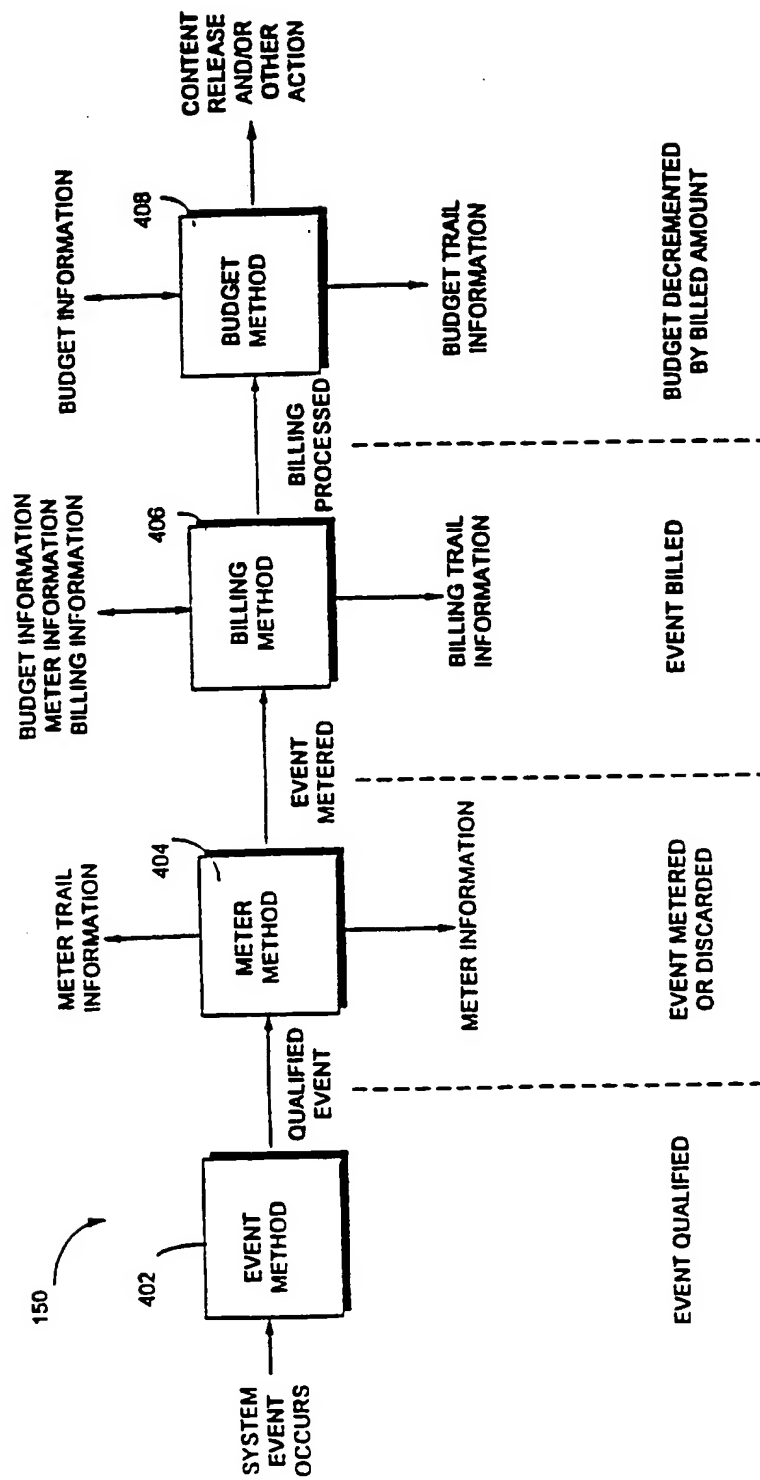 150
SYSTEM
EVENT
OCCURS
402
EVENT
METHOD
QUALIFIED
EVENT
EVENT QUALIFIED
METER TRAIL
INFORMATION
404
METER
METHOD
EVENT
METERED
METER INFORMATION
EVENT METERED
OR DISCARDED
BUDGET INFORMATION
METER INFORMATION
BILLING INFORMATION
406
BILLING
METHOD
BILLING
PROCESSED
BILLING TRAIL
INFORMATION
EVENT BILLED
BUDGET INFORMATION
408
BUDGET
METHOD
CONTENT
RELEASE
AND/OR
OTHER
ACTION
BUDGET TRAIL
INFORMATION
BUDGET DECREMENTED
BY BILLED AMOUNT